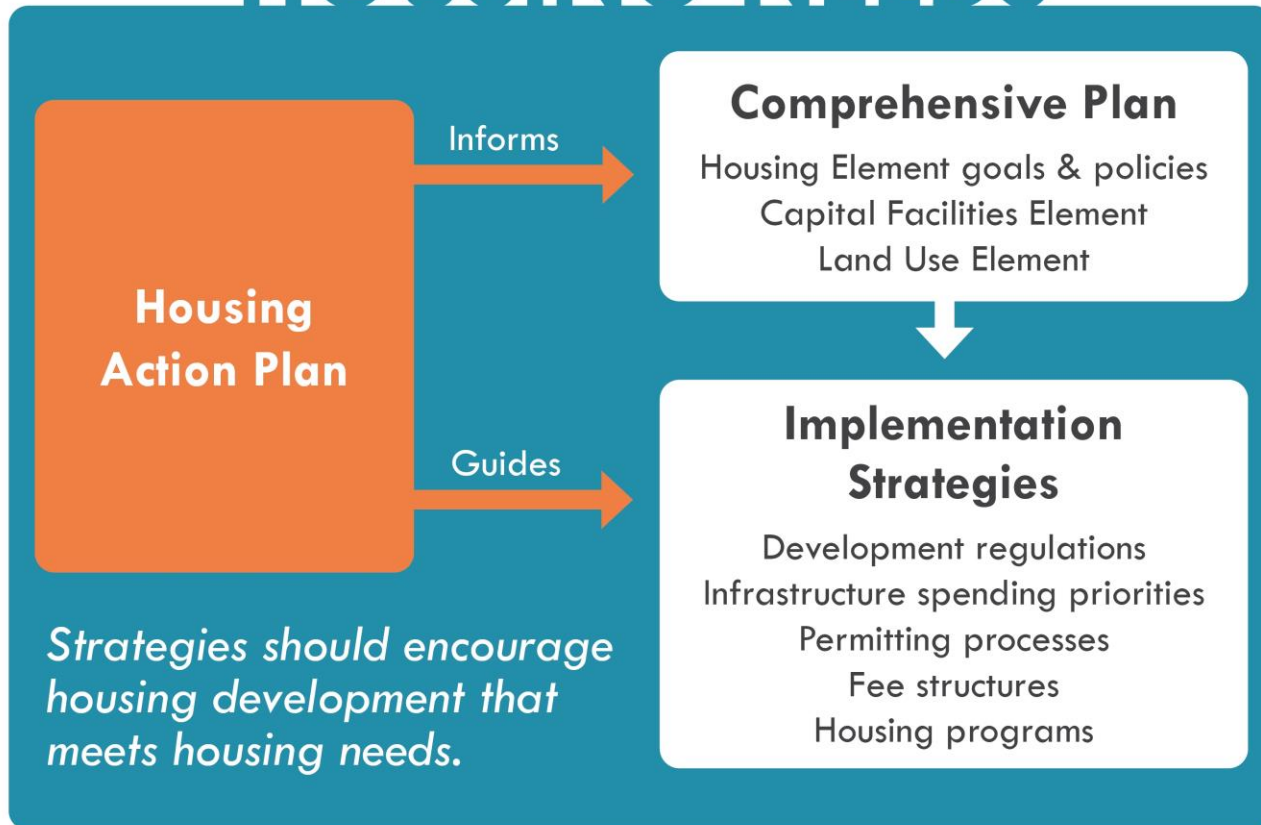 Informs
Comprehensive Plan
Housing Element goals & policies
Capital Facilities Element
Land Use Element
Housing
Action Plan
Guides
Implementation
Strategies
Development regulations
Infrastructure spending priorities
Permitting processes
Fee structures
Housing programs
Strategies should encourage
housing development that
meets housing needs.